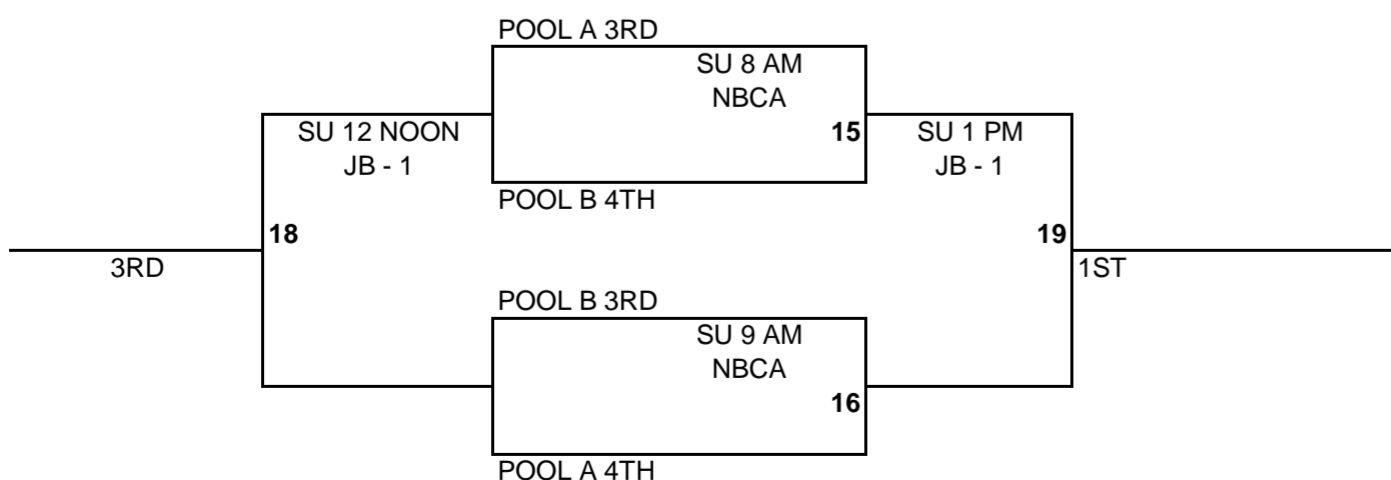 POOL A 3RD
SU 8 AM
NBCA
15
POOL B 4TH
SU 12 NOON
JB - 1
SU 1 PM
JB - 1
18
3RD
19
1ST
POOL B 3RD
SU 9 AM
NBCA
16
POOL A 4TH